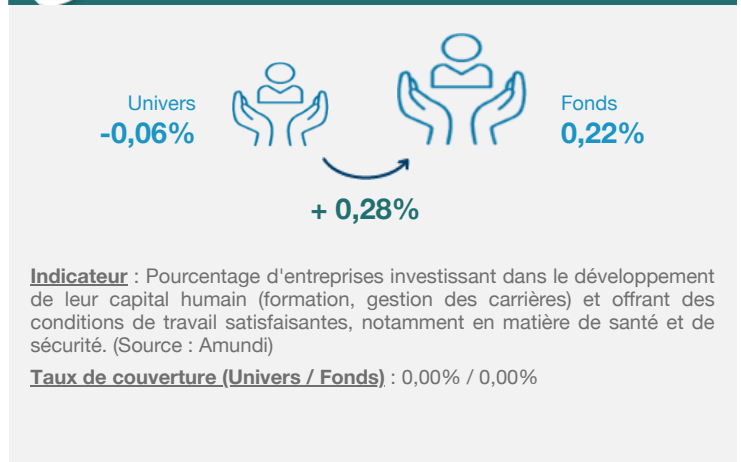 Univers
-0,06%
Fonds
0,22%
+ 0,28%
Indicateur : Pourcentage d'entreprises investissant dans le développement
de leur capital humain (formation, gestion des carrières) et offrant des
conditions de travail satisfaisantes, notamment en matière de santé et de
sécurité. (Source : Amundi)
Taux de couverture (Univers / Fonds) : 0,00% / 0,00%